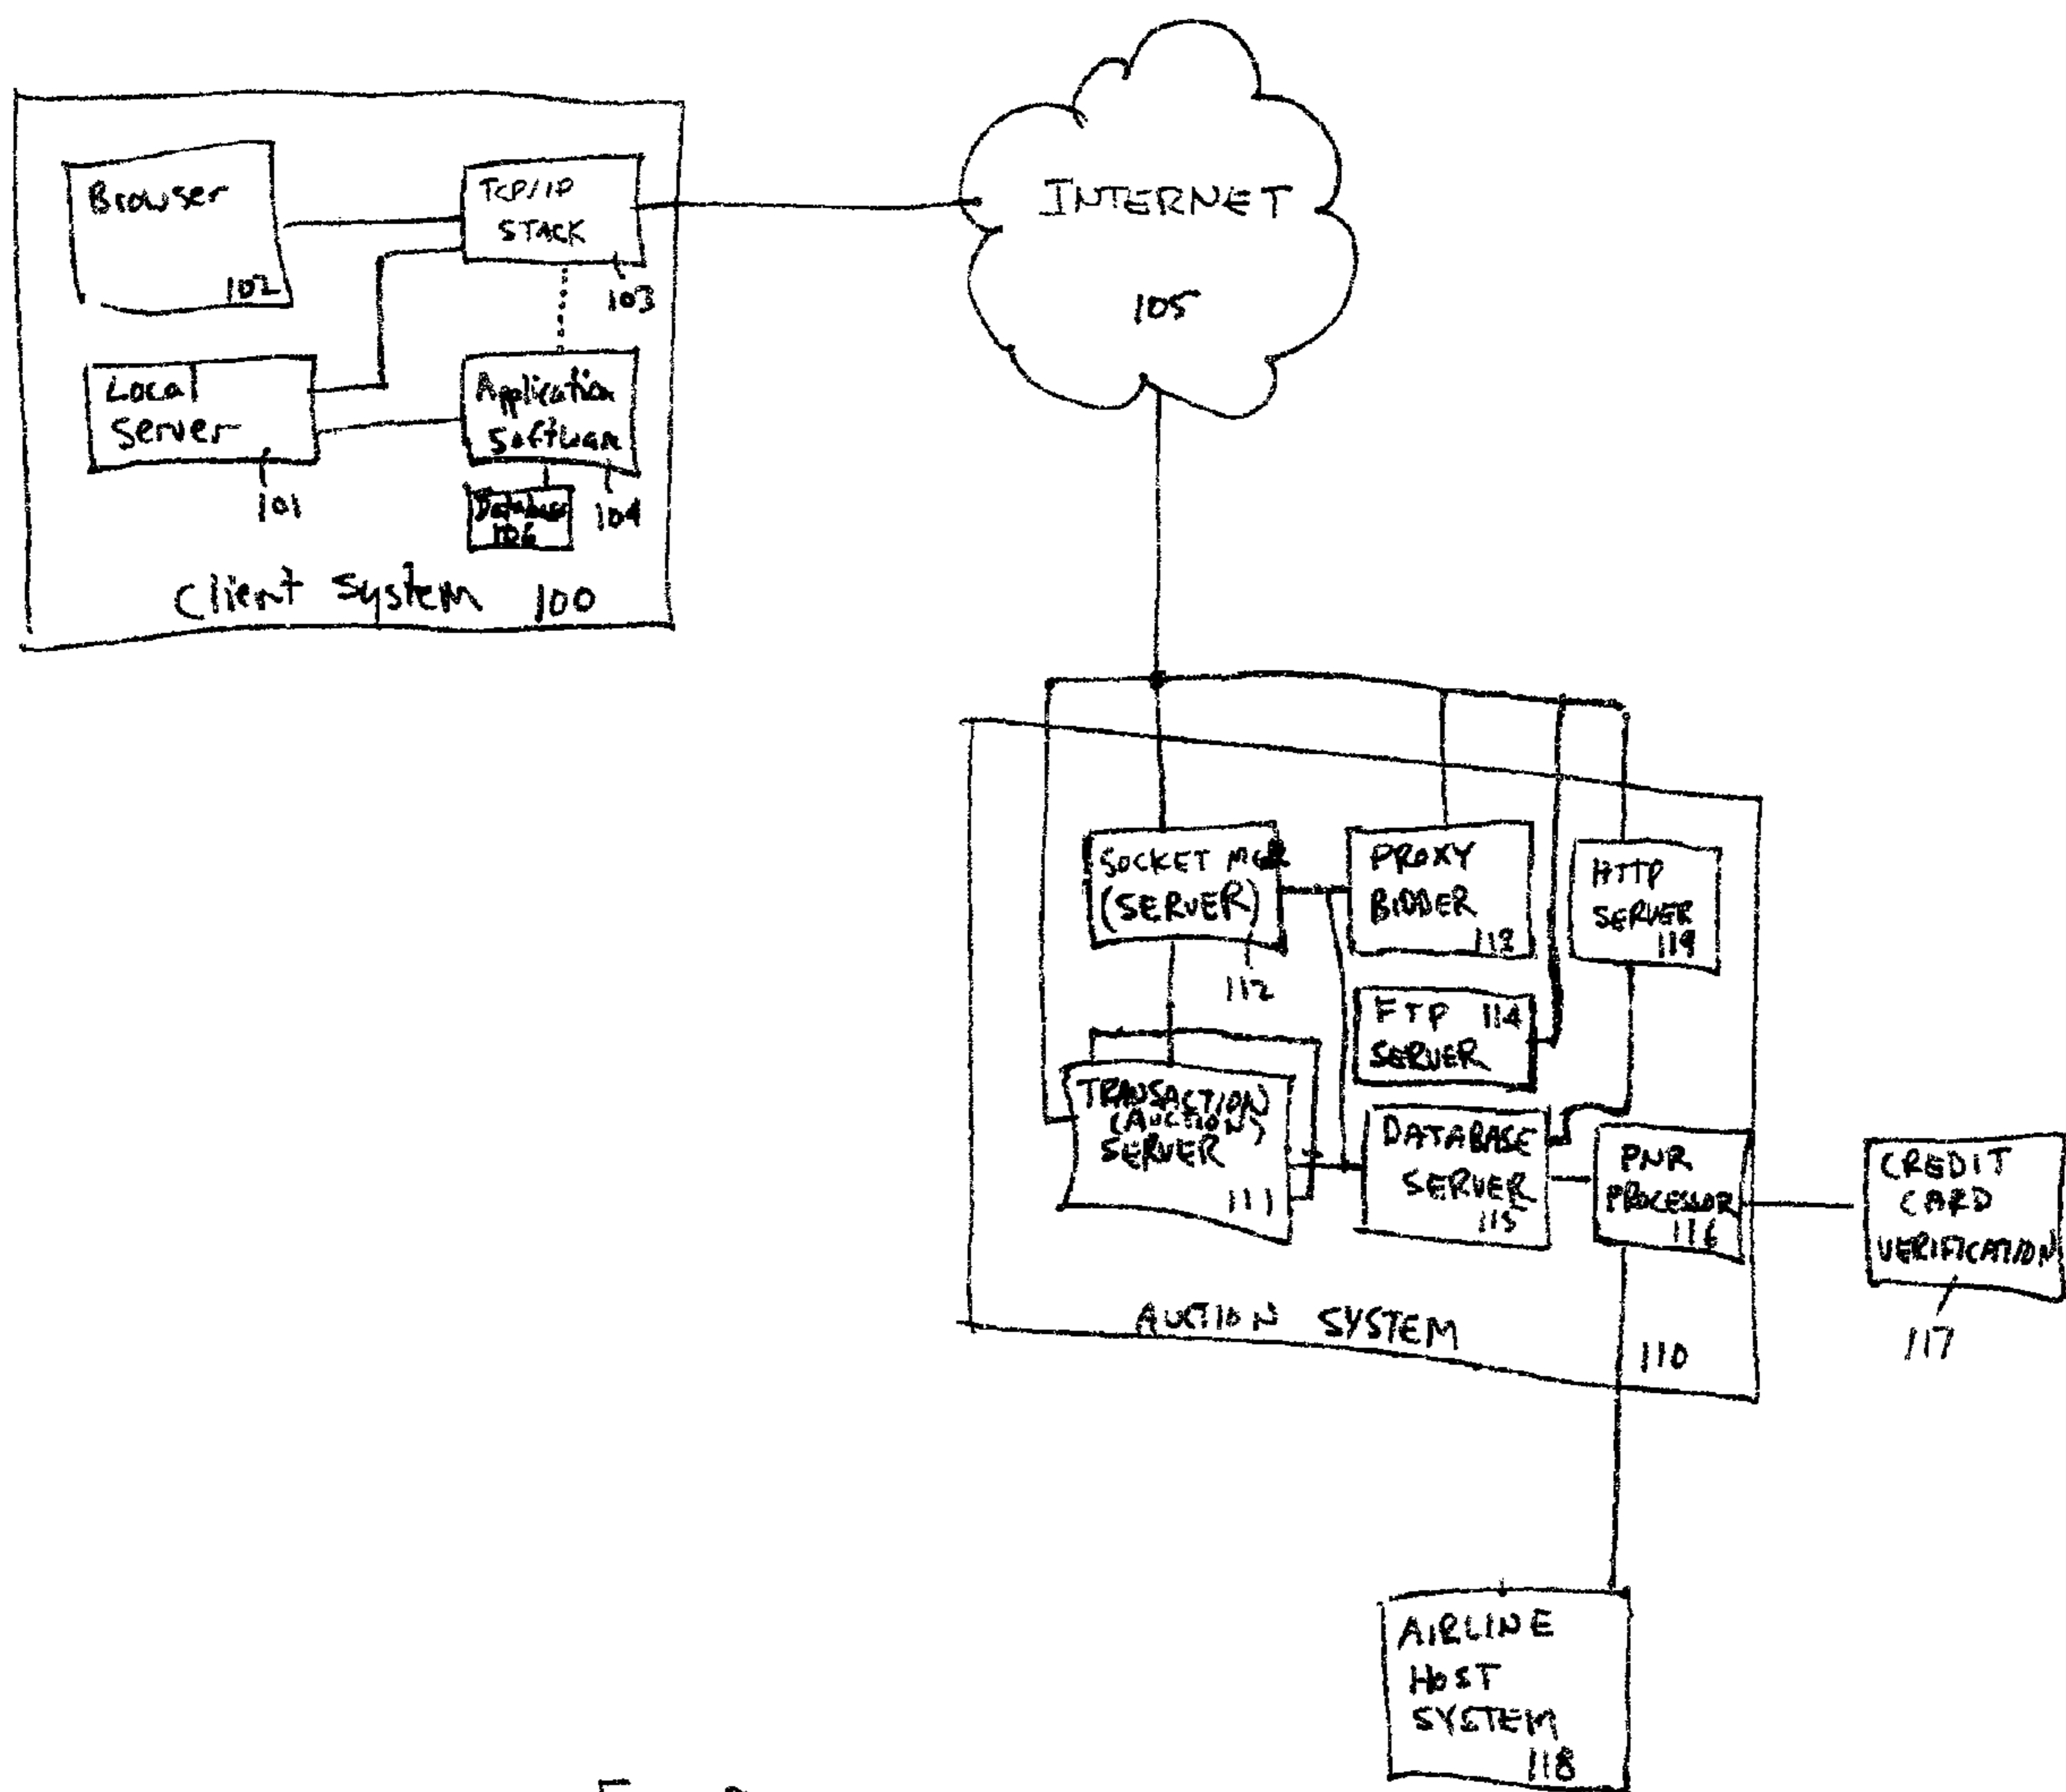 Browser
102
TCP/IP
STACK
103
Local
Server
101
Application
Software
104
Database
106
Client System 100
INTERNET
105
SOCKET MGR
(SERVER)
112
PROXY
BIDDER
113
HTTP
SERVER
119
FTP 114
SERVER
TRANSACTION
(AUCTION)
SERVER
111
DATABASE
SERVER
115
PNR
PROCESSOR
116
CREDIT
CARD
VERIFICATION
117
AUCTION SYSTEM
110
AIRLINE
HOST
SYSTEM
118